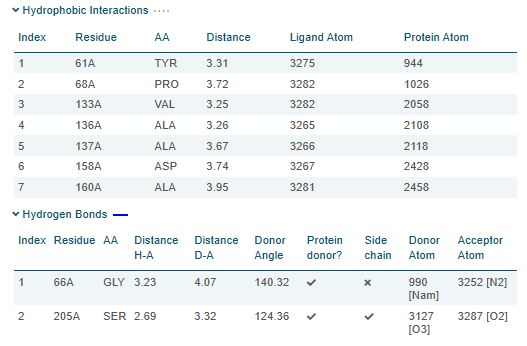 Hydrophobic Interactions ····
Index Residue AA Distance Ligand Atom Protein Atom
1 61A TYR 3.31 3275 944
2 68A PRO 3.72 3282 1026
3 133A VAL 3.25 3282 2058
4 136A ALA 3.26 3265 2108
5 137A ALA 3.67 3266 2118
6 158A ASP 3.74 3267 2428
7 160A ALA 3.95 3281 2458
Hydrogen Bonds
Index Residue AA Distance Distance Donor Protein Side Donor Acceptor
H-A D-A Angle donor? chain Atom Atom
1 66A GLY 3.23 4.07 140.32 ✓ ✗ 990 3252 [N2]
[Nam]
2 205A SER 2.69 3.32 124.36 ✓ ✓ 3127 3287 [O2]
[O3]